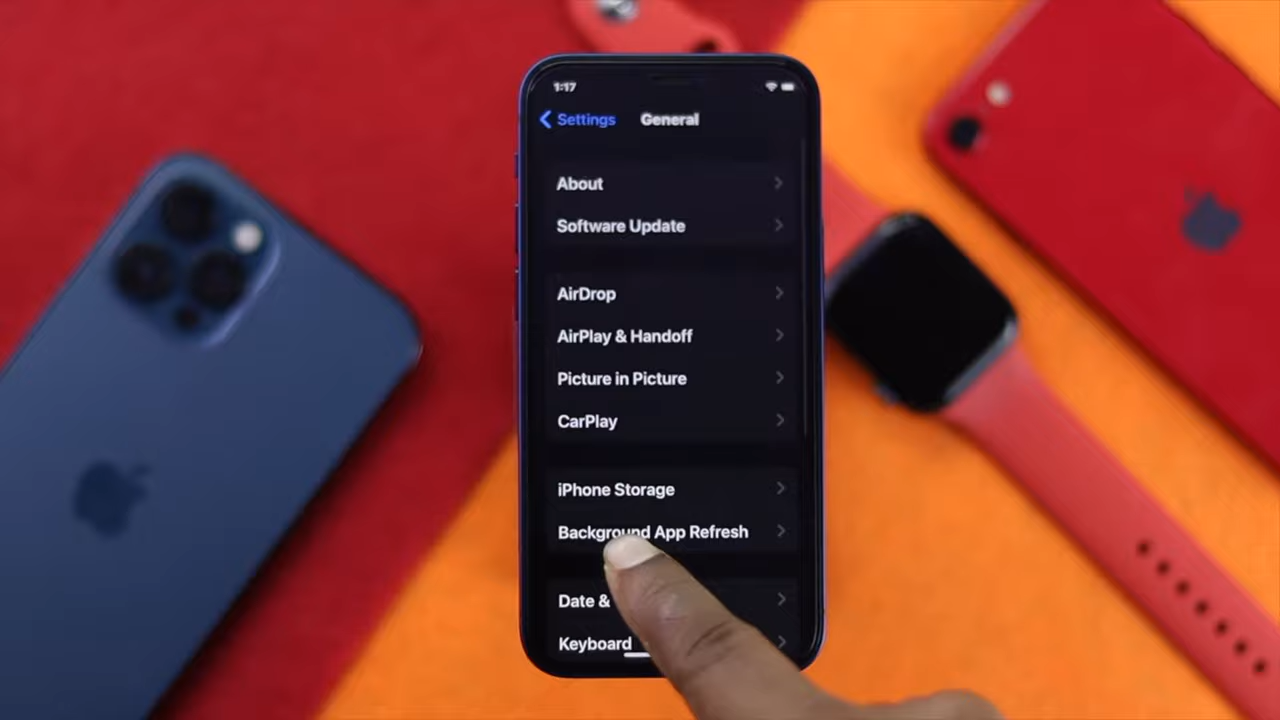 1:17
Settings General
About
Software Update
AirDrop
AirPlay & Handoff
Picture in Picture
CarPlay
iPhone Storage
Background App Refresh
Date &
Keyboard